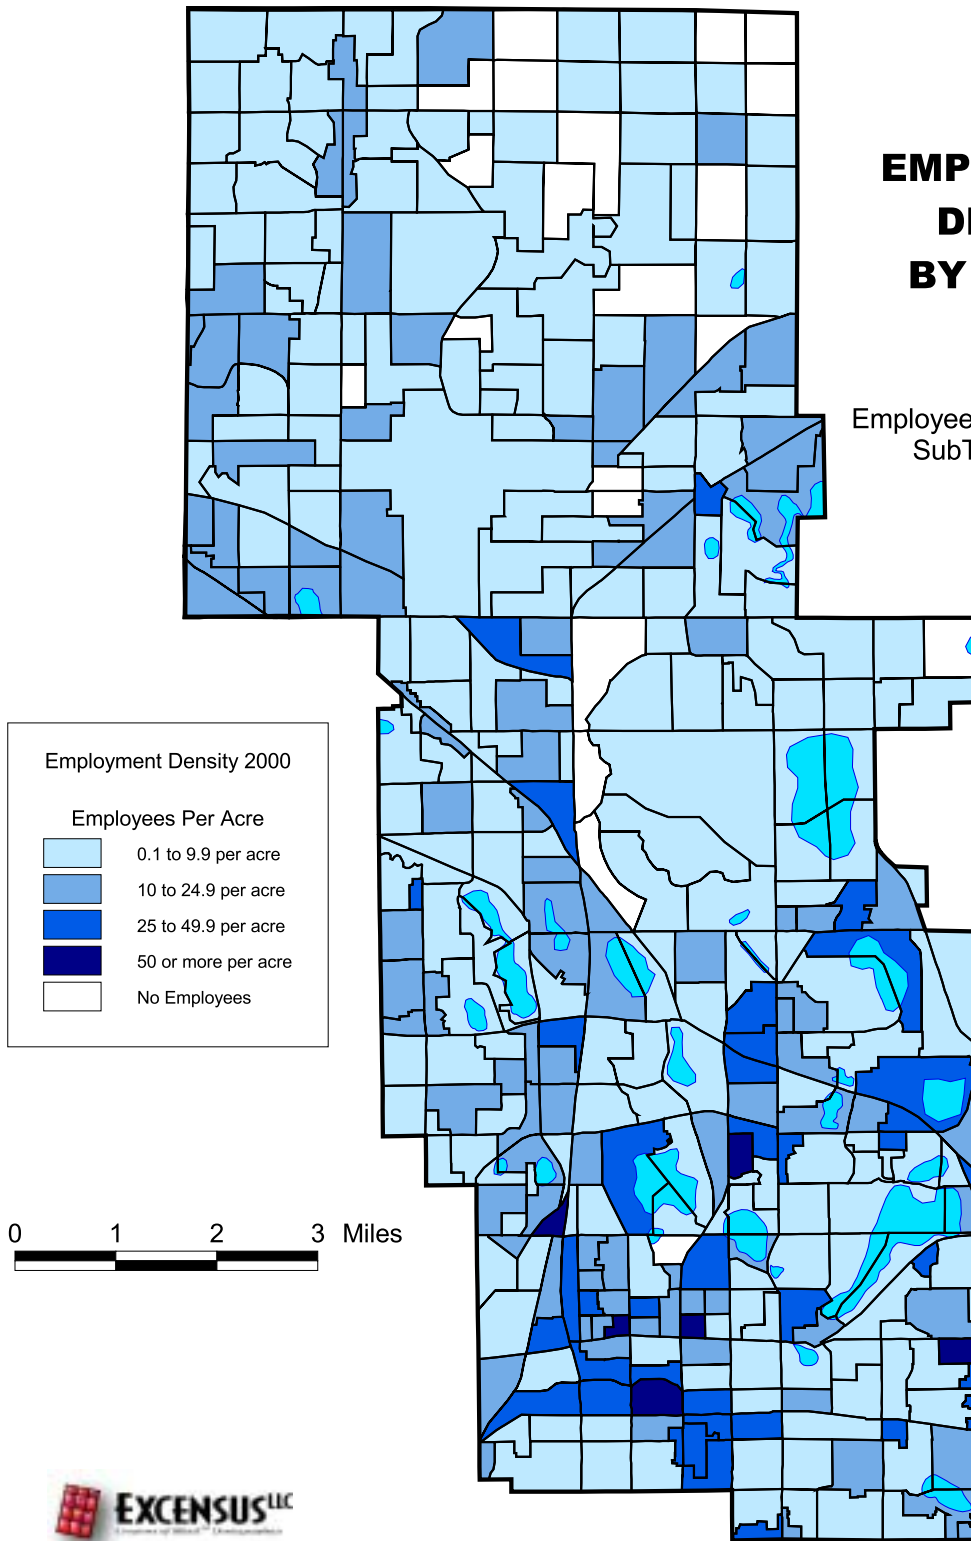 EMP
D
BY
Employee
SubT
Employment Density 2000
Employees Per Acre
0.1 to 9.9 per acre
10 to 24.9 per acre
25 to 49.9 per acre
50 or more per acre
No Employees
0 1 2 3 Miles
EXCENSUS LLC